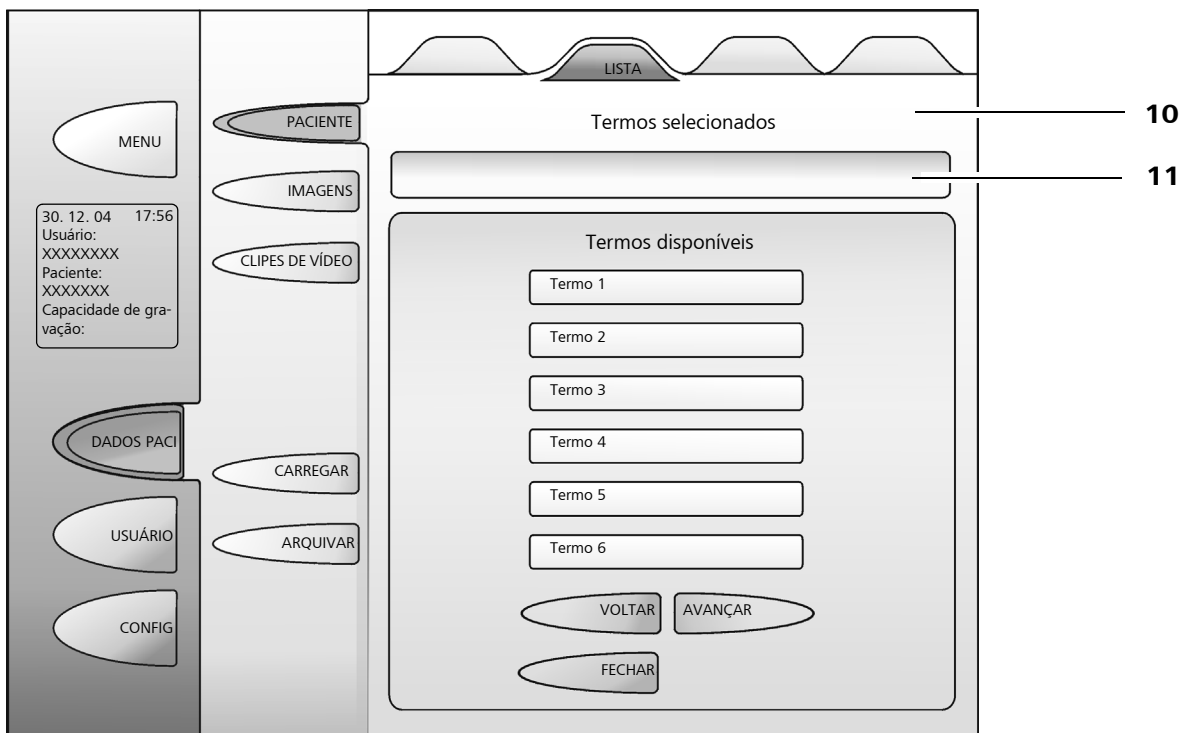 LISTA
MENU
30. 12. 04 17:56
Usuário:
XXXXXXXX
Paciente:
XXXXXXX
Capacidade de gra-
vação:
DADOS PACI
USUÁRIO
CONFIG
PACIENTE
IMAGENS
CLIPES DE VÍDEO
CARREGAR
ARQUIVAR
Termos selecionados
Termos disponíveis
Termo 1
Termo 2
Termo 3
Termo 4
Termo 5
Termo 6
VOLTAR AVANÇAR
FECHAR
10
11